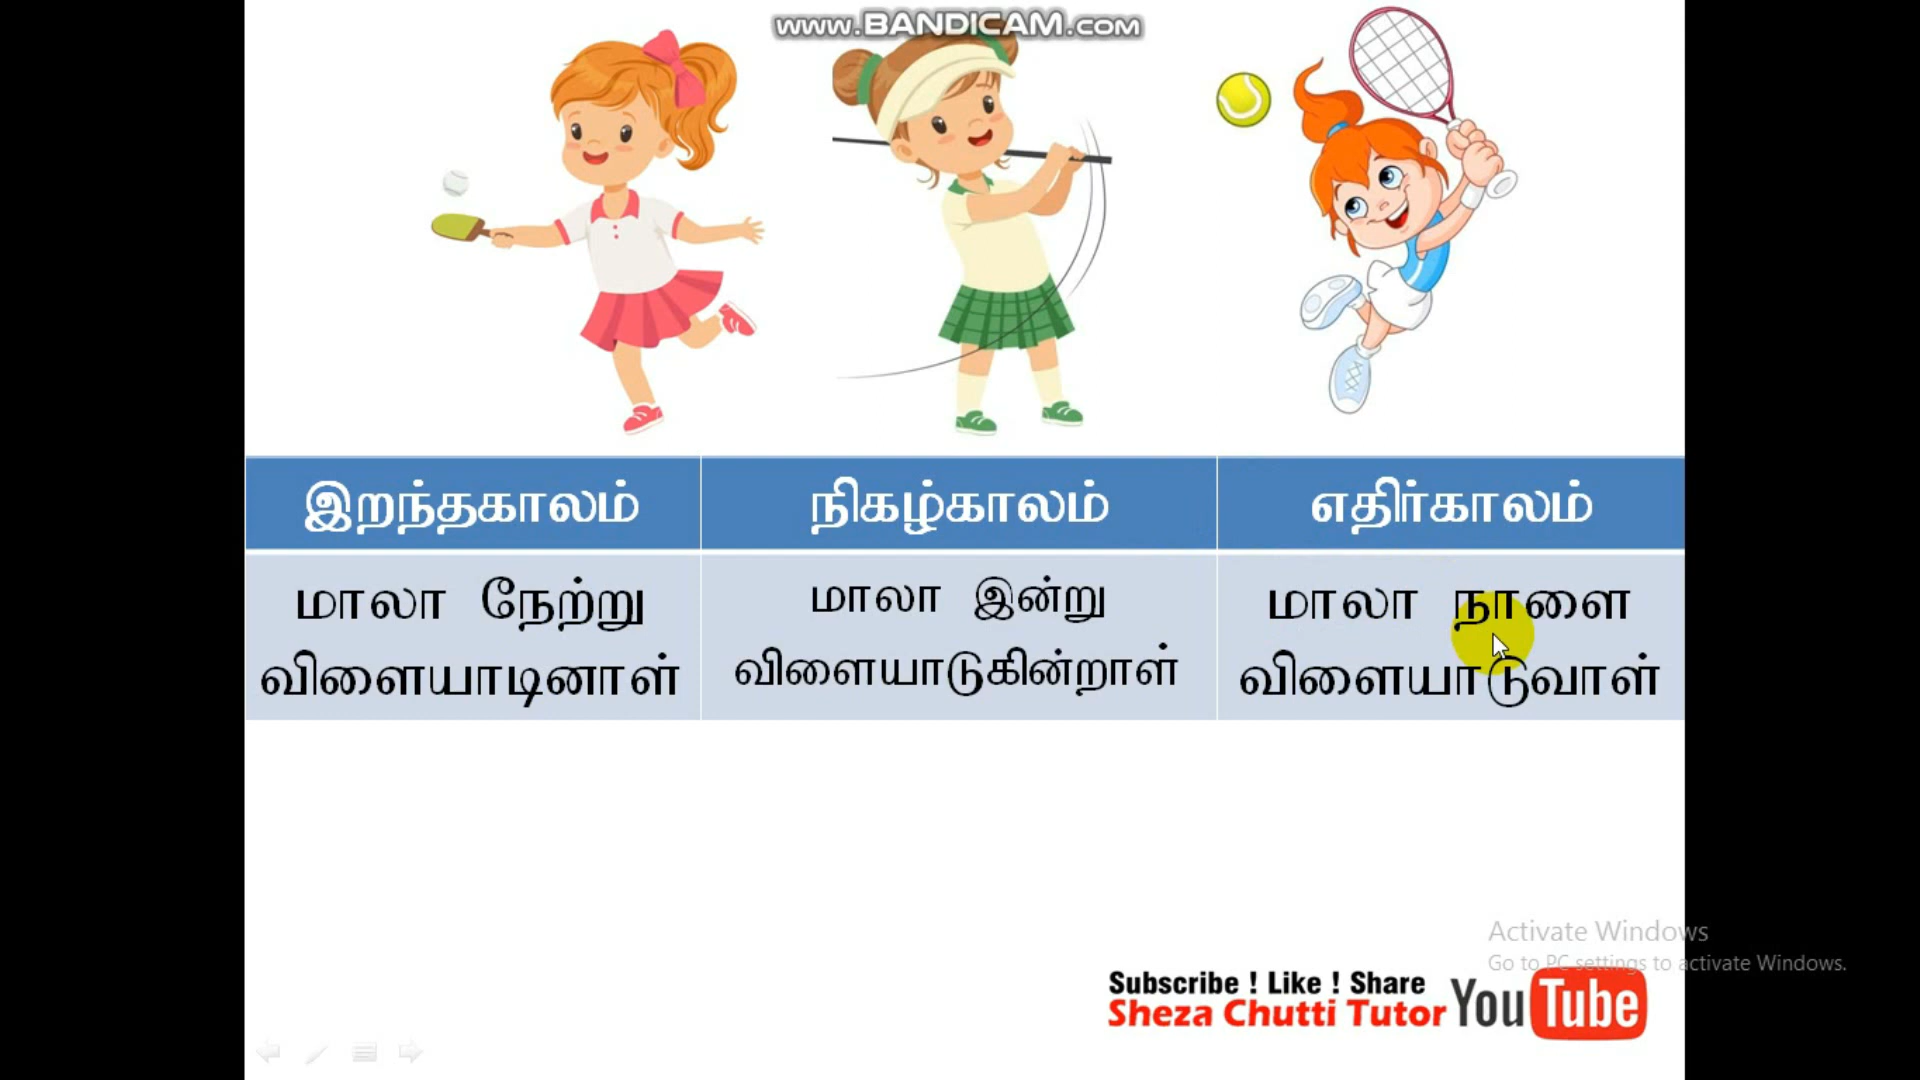 www.BANDICAM.com
இறந்தகாலம் நிகழ்காலம் எதிர்காலம்
மாலா நேற்று
விளையாடினாள்
மாலா இன்று
விளையாடுகின்றாள்
மாலா நாளை
விளையாடுவாள்
Activate Windows
Go to PC settings to activate Windows.
Subscribe ! Like ! Share
Sheza Chutti Tutor
YouTube